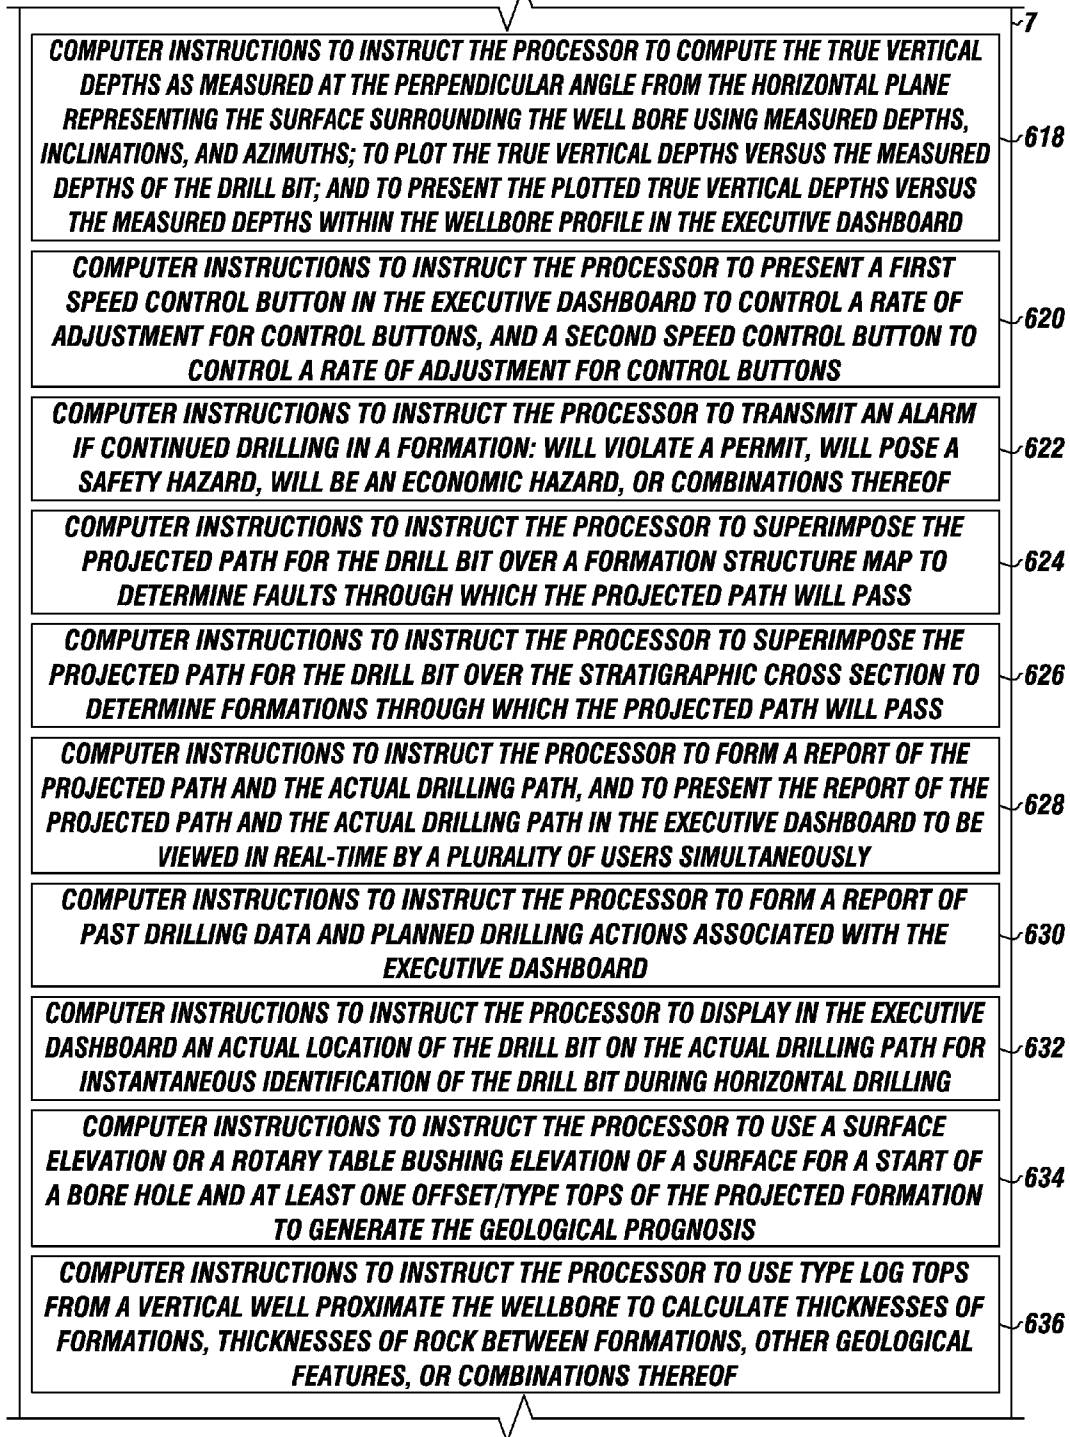 7
COMPUTER INSTRUCTIONS TO INSTRUCT THE PROCESSOR TO COMPUTE THE TRUE VERTICAL
DEPTHS AS MEASURED AT THE PERPENDICULAR ANGLE FROM THE HORIZONTAL PLANE
REPRESENTING THE SURFACE SURROUNDING THE WELL BORE USING MEASURED DEPTHS,
INCLINATIONS, AND AZIMUTHS; TO PLOT THE TRUE VERTICAL DEPTHS VERSUS THE MEASURED
DEPTHS OF THE DRILL BIT; AND TO PRESENT THE PLOTTED TRUE VERTICAL DEPTHS VERSUS
THE MEASURED DEPTHS WITHIN THE WELLBORE PROFILE IN THE EXECUTIVE DASHBOARD
618
COMPUTER INSTRUCTIONS TO INSTRUCT THE PROCESSOR TO PRESENT A FIRST
SPEED CONTROL BUTTON IN THE EXECUTIVE DASHBOARD TO CONTROL A RATE OF
ADJUSTMENT FOR CONTROL BUTTONS, AND A SECOND SPEED CONTROL BUTTON TO
CONTROL A RATE OF ADJUSTMENT FOR CONTROL BUTTONS
620
COMPUTER INSTRUCTIONS TO INSTRUCT THE PROCESSOR TO TRANSMIT AN ALARM
IF CONTINUED DRILLING IN A FORMATION: WILL VIOLATE A PERMIT, WILL POSE A
SAFETY HAZARD, WILL BE AN ECONOMIC HAZARD, OR COMBINATIONS THEREOF
622
COMPUTER INSTRUCTIONS TO INSTRUCT THE PROCESSOR TO SUPERIMPOSE THE
PROJECTED PATH FOR THE DRILL BIT OVER A FORMATION STRUCTURE MAP TO
DETERMINE FAULTS THROUGH WHICH THE PROJECTED PATH WILL PASS
624
COMPUTER INSTRUCTIONS TO INSTRUCT THE PROCESSOR TO SUPERIMPOSE THE
PROJECTED PATH FOR THE DRILL BIT OVER THE STRATIGRAPHIC CROSS SECTION TO
DETERMINE FORMATIONS THROUGH WHICH THE PROJECTED PATH WILL PASS
626
COMPUTER INSTRUCTIONS TO INSTRUCT THE PROCESSOR TO FORM A REPORT OF THE
PROJECTED PATH AND THE ACTUAL DRILLING PATH, AND TO PRESENT THE REPORT OF THE
PROJECTED PATH AND THE ACTUAL DRILLING PATH IN THE EXECUTIVE DASHBOARD TO BE
VIEWED IN REAL-TIME BY A PLURALITY OF USERS SIMULTANEOUSLY
628
COMPUTER INSTRUCTIONS TO INSTRUCT THE PROCESSOR TO FORM A REPORT OF
PAST DRILLING DATA AND PLANNED DRILLING ACTIONS ASSOCIATED WITH THE
EXECUTIVE DASHBOARD
630
COMPUTER INSTRUCTIONS TO INSTRUCT THE PROCESSOR TO DISPLAY IN THE EXECUTIVE
DASHBOARD AN ACTUAL LOCATION OF THE DRILL BIT ON THE ACTUAL DRILLING PATH FOR
INSTANTANEOUS IDENTIFICATION OF THE DRILL BIT DURING HORIZONTAL DRILLING
632
COMPUTER INSTRUCTIONS TO INSTRUCT THE PROCESSOR TO USE A SURFACE
ELEVATION OR A ROTARY TABLE BUSHING ELEVATION OF A SURFACE FOR A START OF
A BORE HOLE AND AT LEAST ONE OFFSET/TYPE TOPS OF THE PROJECTED FORMATION
TO GENERATE THE GEOLOGICAL PROGNOSIS
634
COMPUTER INSTRUCTIONS TO INSTRUCT THE PROCESSOR TO USE TYPE LOG TOPS
FROM A VERTICAL WELL PROXIMATE THE WELLBORE TO CALCULATE THICKNESSES OF
FORMATIONS, THICKNESSES OF ROCK BETWEEN FORMATIONS, OTHER GEOLOGICAL
FEATURES, OR COMBINATIONS THEREOF
636